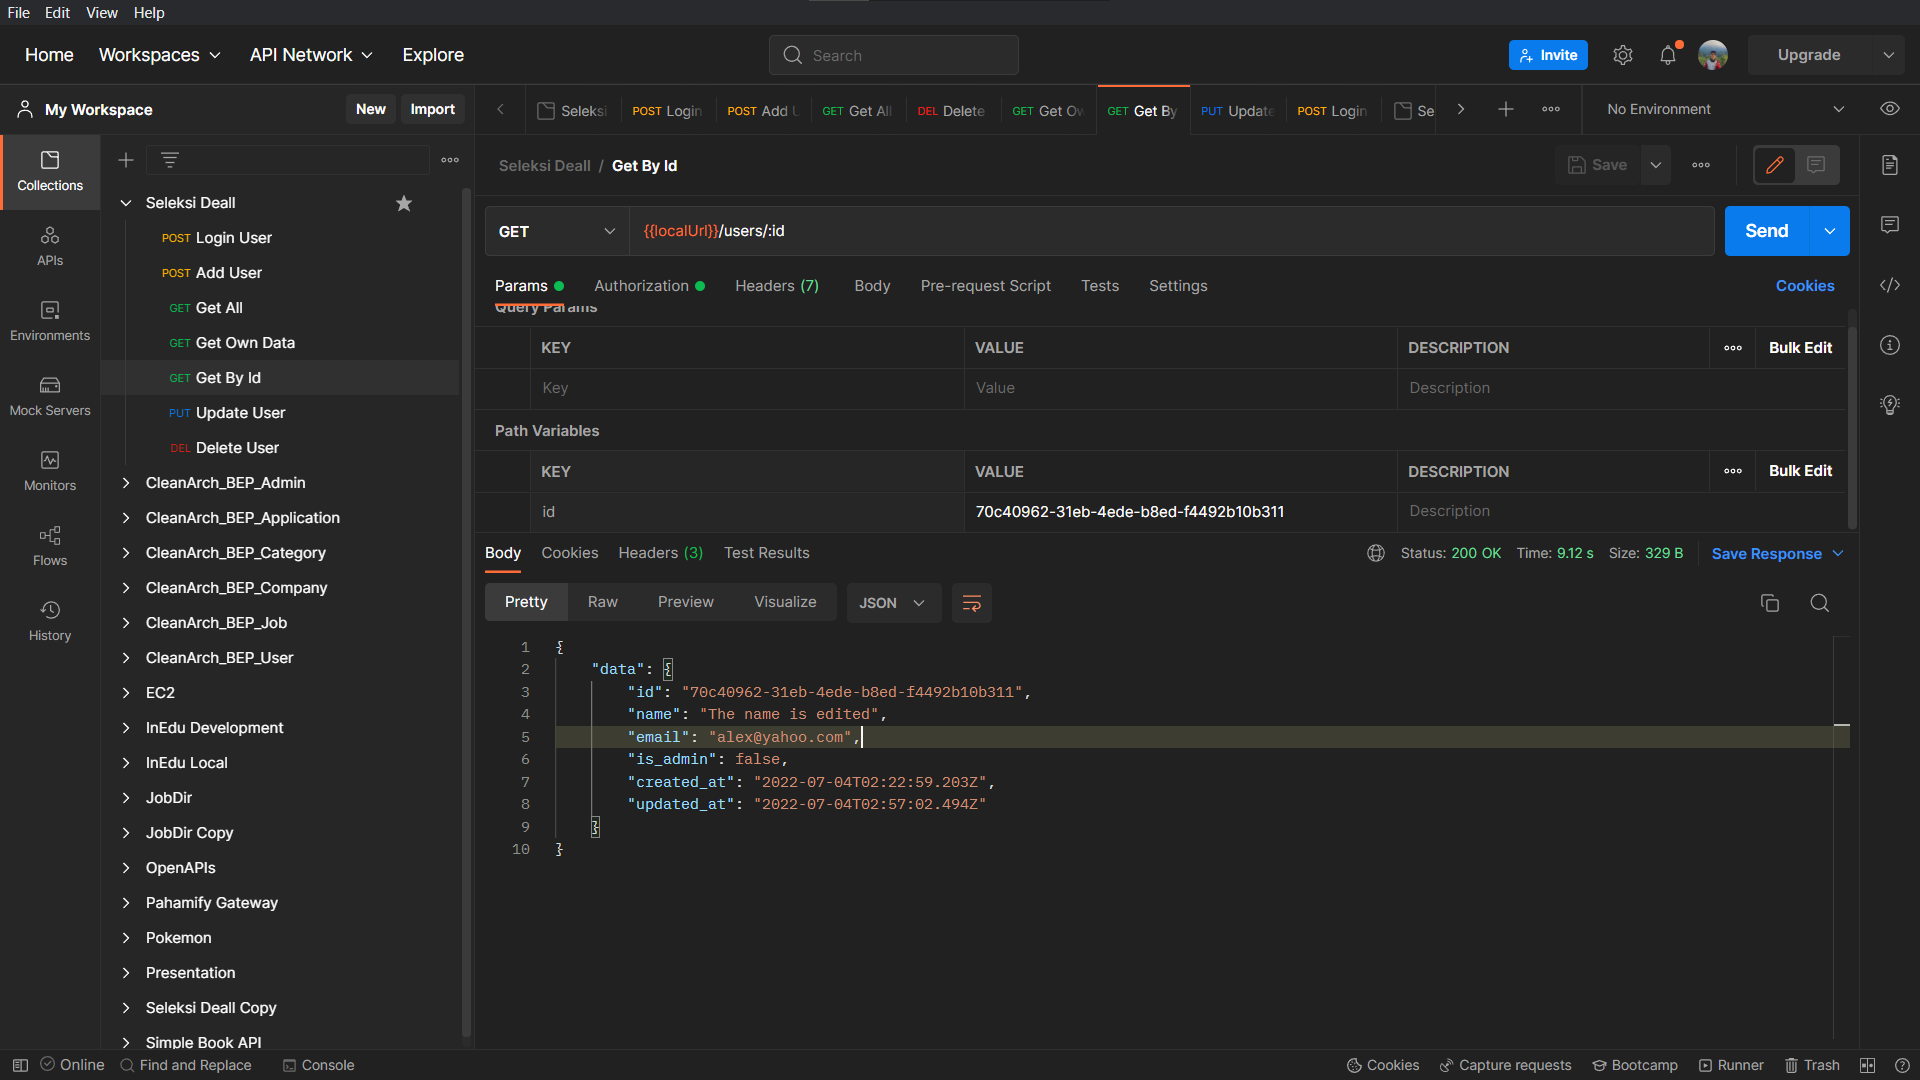 File Edit View Help
Home Workspaces API Network Explore Search Invite Upgrade
My Workspace New Import
Seleksi POST Login POST Add U GET Get All DEL Delete GET Get Ow GET Get By PUT Update POST Login Se No Environment
Collections
APIs
Environments
Mock Servers
Monitors
Flows
History
Seleksi Deall
POST Login User
POST Add User
GET Get All
GET Get Own Data
GET Get By Id
PUT Update User
DEL Delete User
CleanArch_BEP_Admin
CleanArch_BEP_Application
CleanArch_BEP_Category
CleanArch_BEP_Company
CleanArch_BEP_Job
CleanArch_BEP_User
EC2
InEdu Development
InEdu Local
JobDir
JobDir Copy
OpenAPIs
Pahamify Gateway
Pokemon
Presentation
Seleksi Deall Copy
Simple Book API
Seleksi Deall / Get By Id Save
GET {{localUrl}}/users/:id Send
Params Authorization Headers (7) Body Pre-request Script Tests Settings Cookies
Query Params
KEY VALUE DESCRIPTION Bulk Edit
Key Value Description
Path Variables
KEY VALUE DESCRIPTION Bulk Edit
id 70c40962-31eb-4ede-b8ed-f4492b10b311 Description
Body Cookies Headers (3) Test Results Status: 200 OK Time: 9.12 s Size: 329 B Save Response
Pretty Raw Preview Visualize JSON
1 {
2 "data": {
3 "id": "70c40962-31eb-4ede-b8ed-f4492b10b311",
4 "name": "The name is edited",
5 "email": "alex@yahoo.com",
6 "is_admin": false,
7 "created_at": "2022-07-04T02:22:59.203Z",
8 "updated_at": "2022-07-04T02:57:02.494Z"
9 }
10 }
Online Find and Replace Console Cookies Capture requests Bootcamp Runner Trash